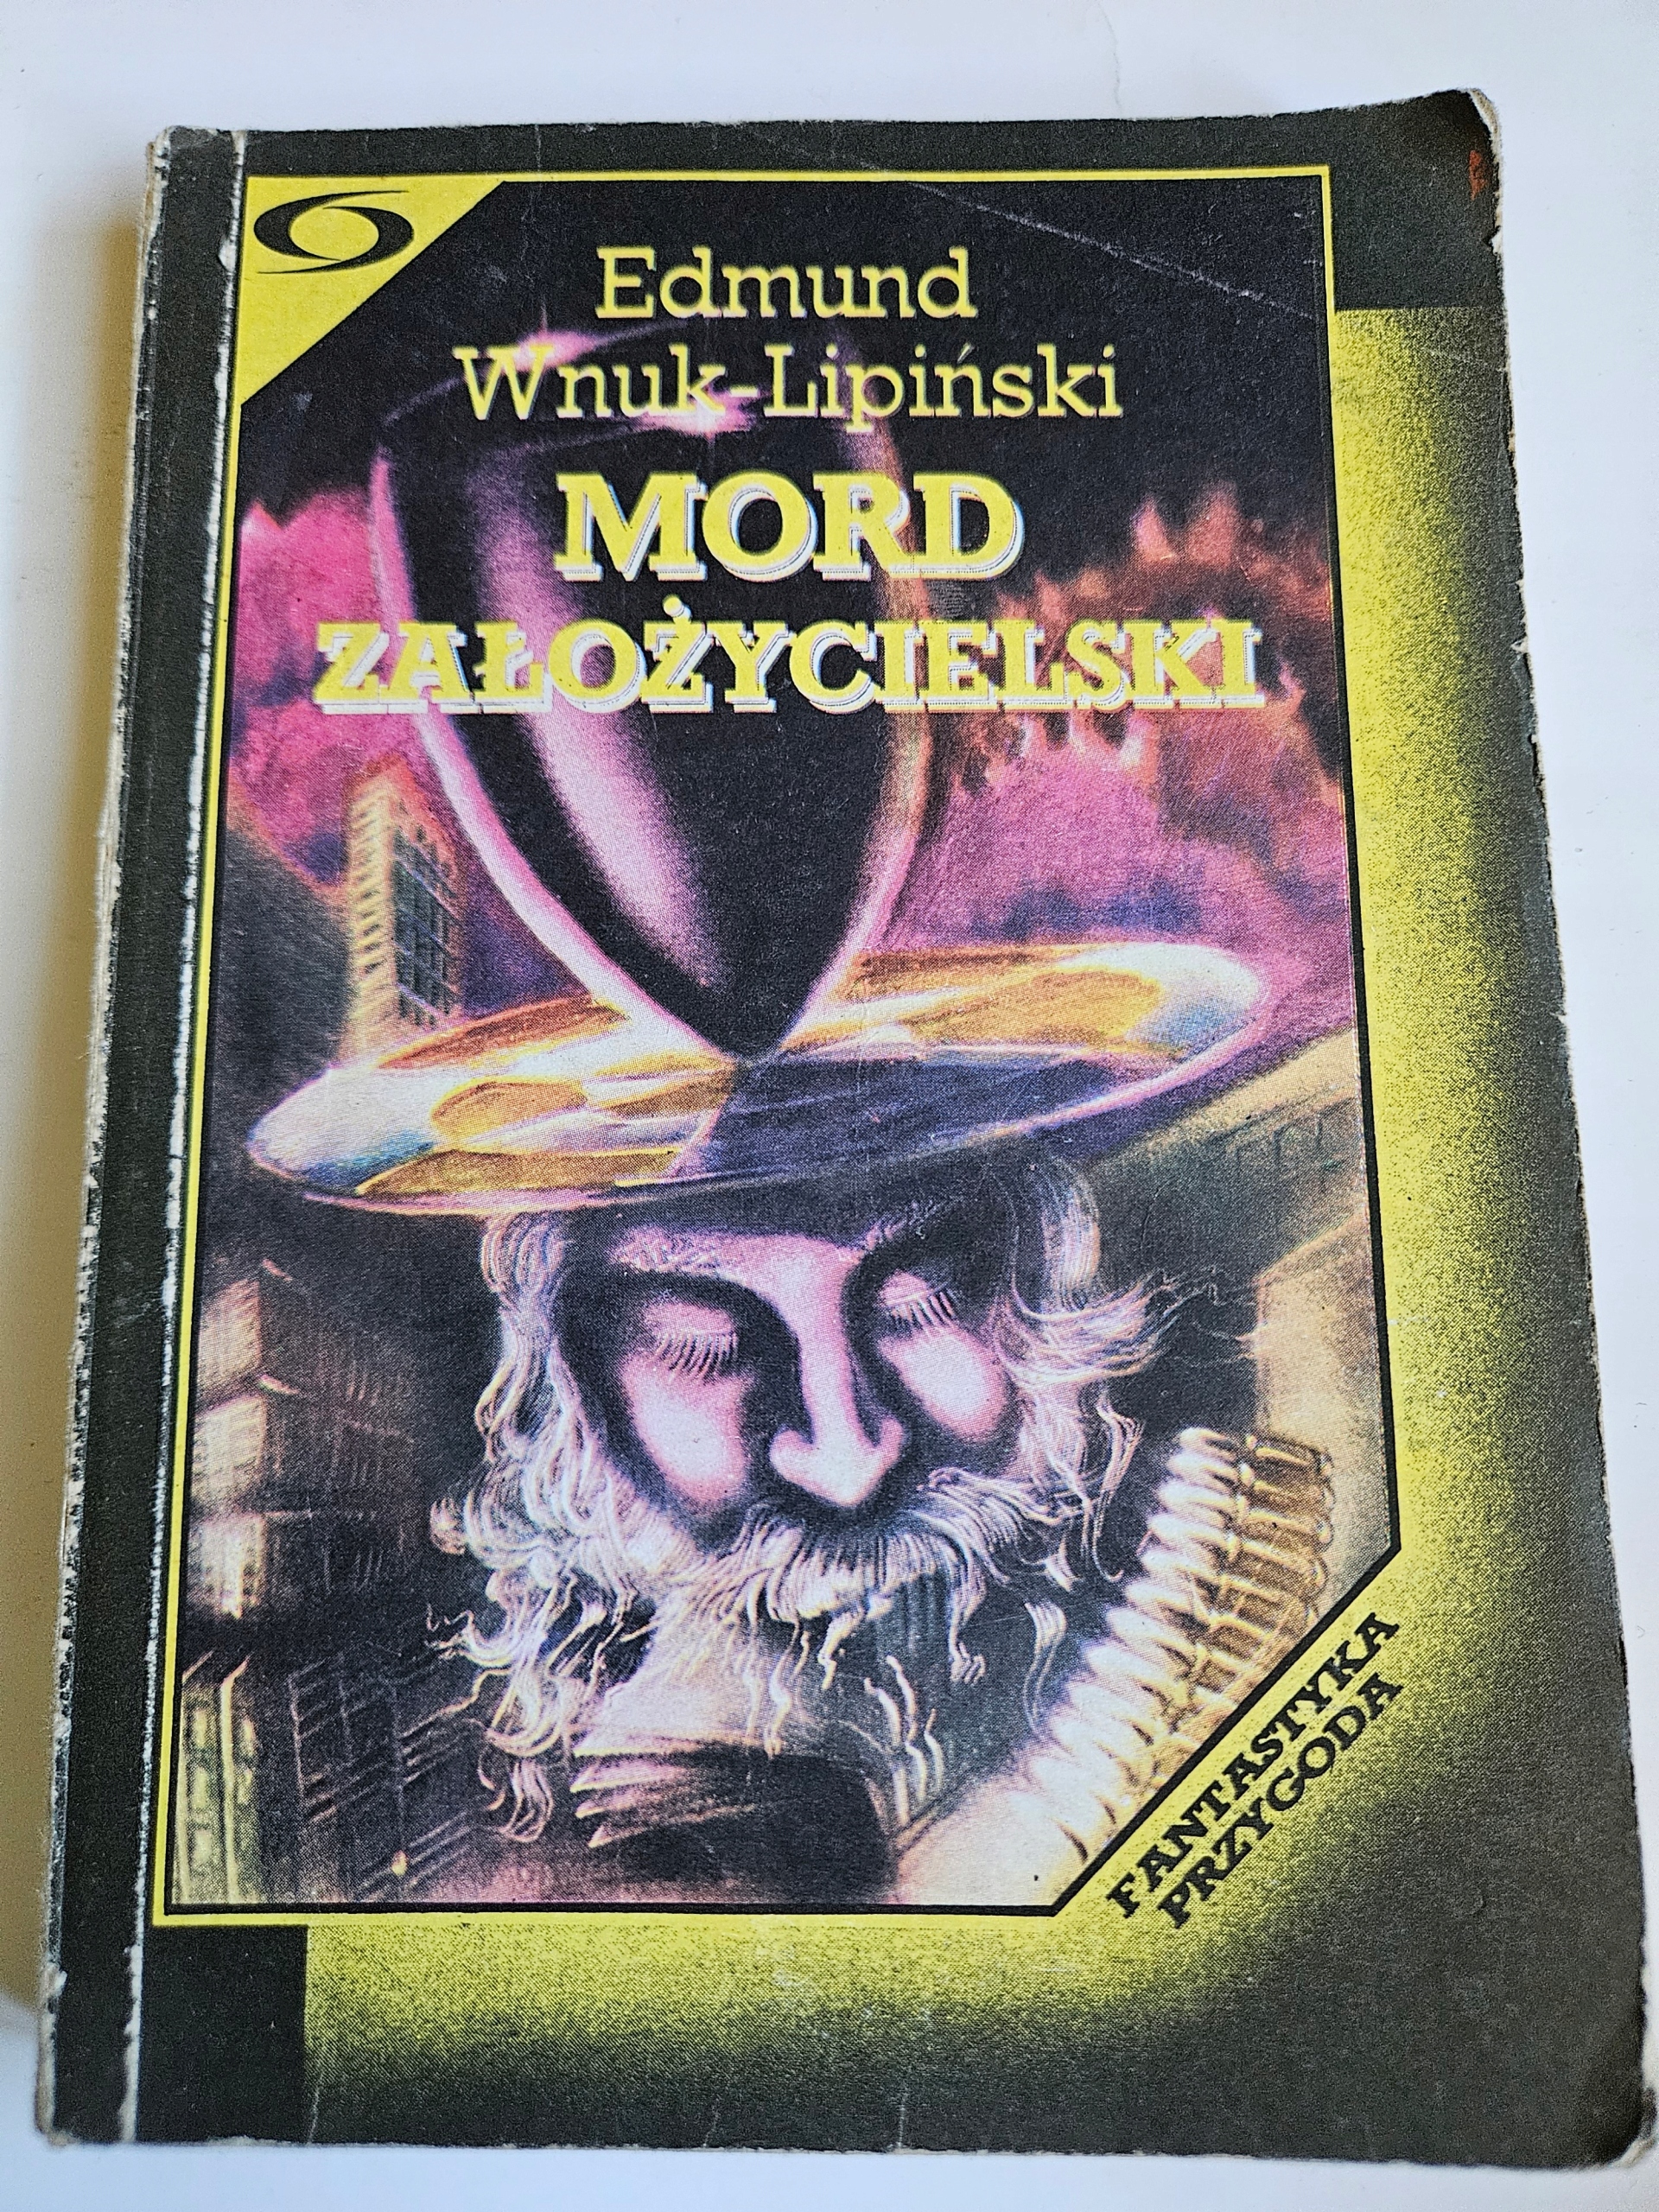 Edmund
Wnuk-Lipiński
MORD
ZAŁOŻYCIELSKI
FANTASTYKA
PRZYGODA